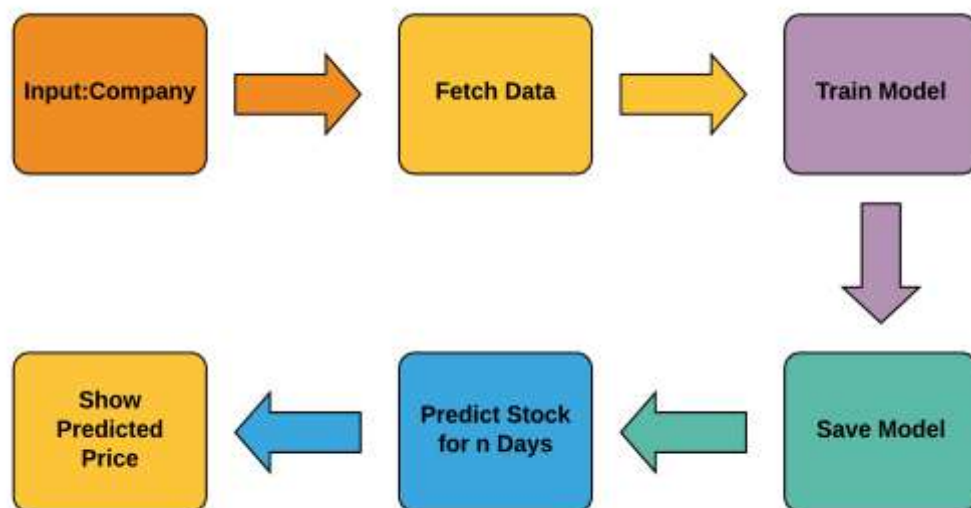 Input:Company
Fetch Data
Train Model
Show
Predicted
Price
Predict Stock
for n Days
Save Model